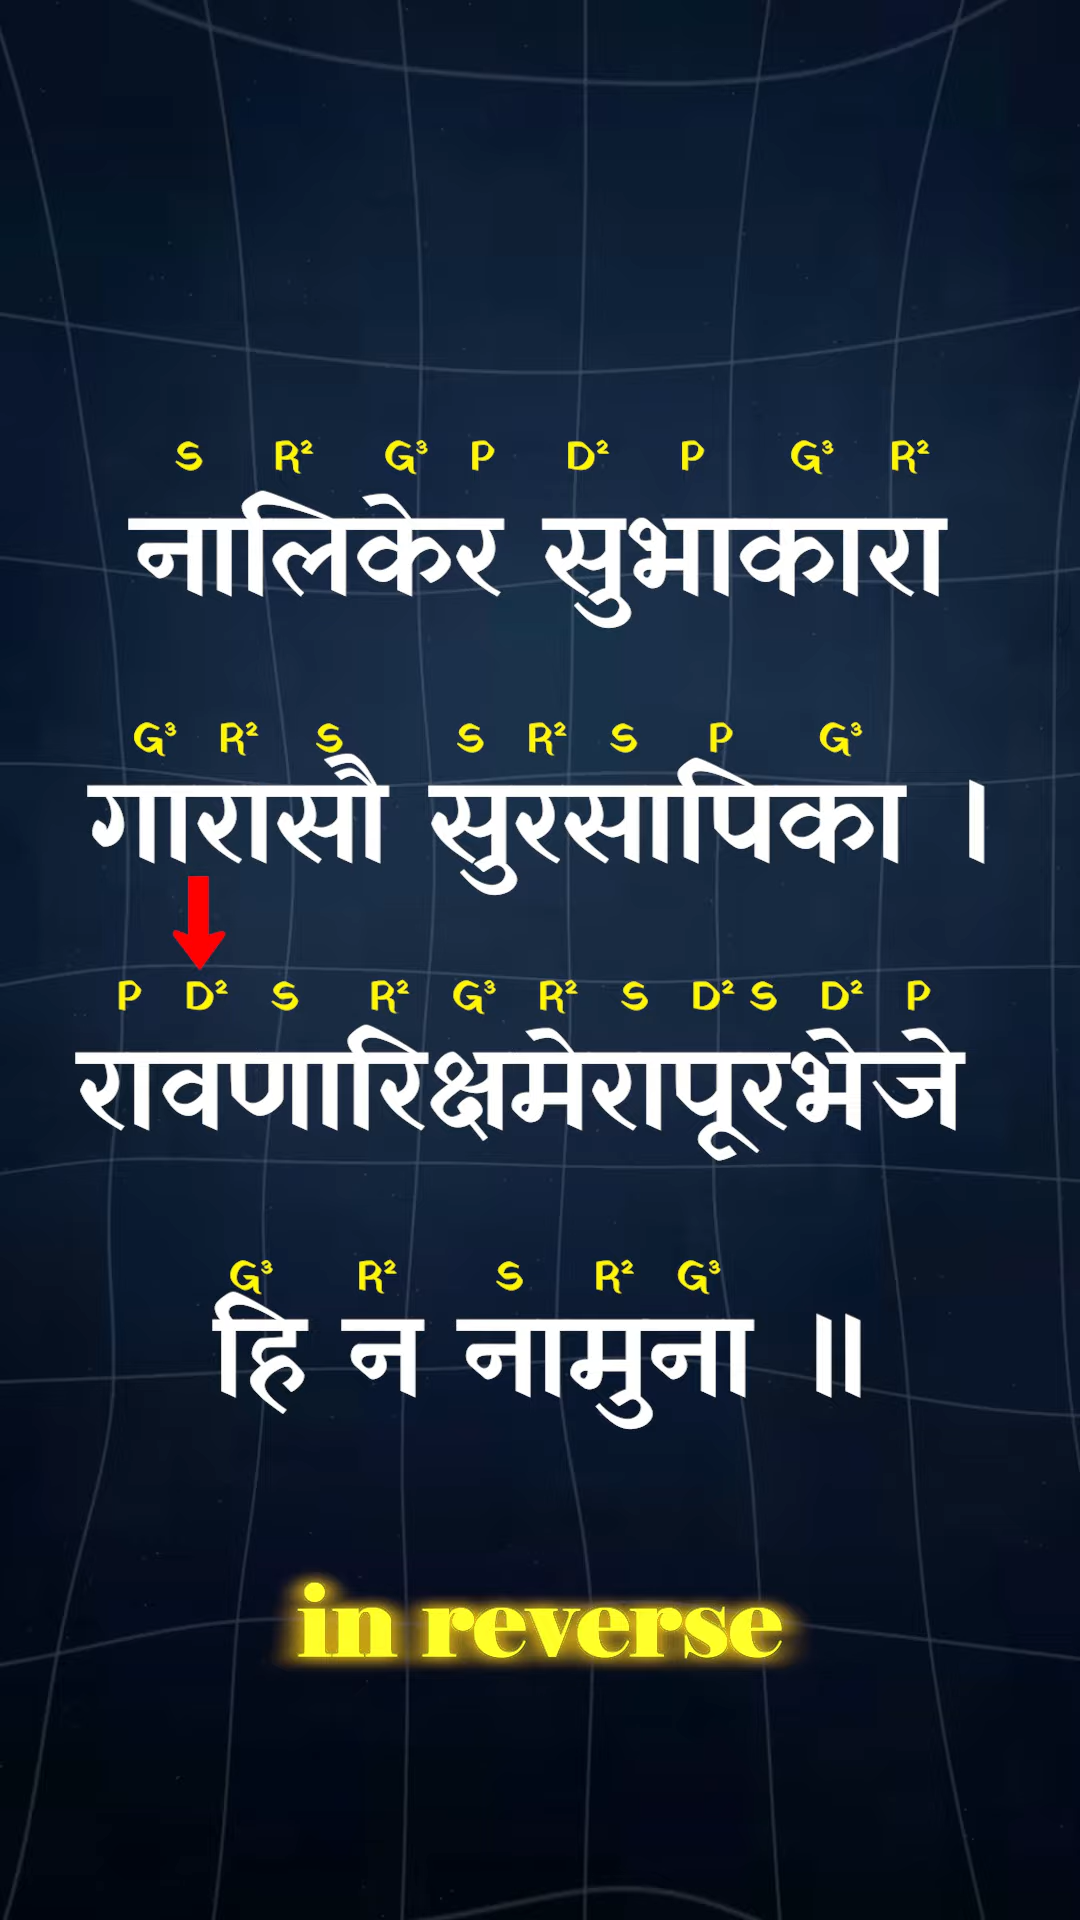 S R² G³ P D² P G³ R²
नालिकेर सुभाकारा
G³ R² S S R² S P G³
गारासौ सुरसापिका ।
P D² S R² G³ R² S D² S D² P
रावणारिक्षमेरापूरभेजे
G³ R² S R² G³
हि न नामुना ॥
in reverse